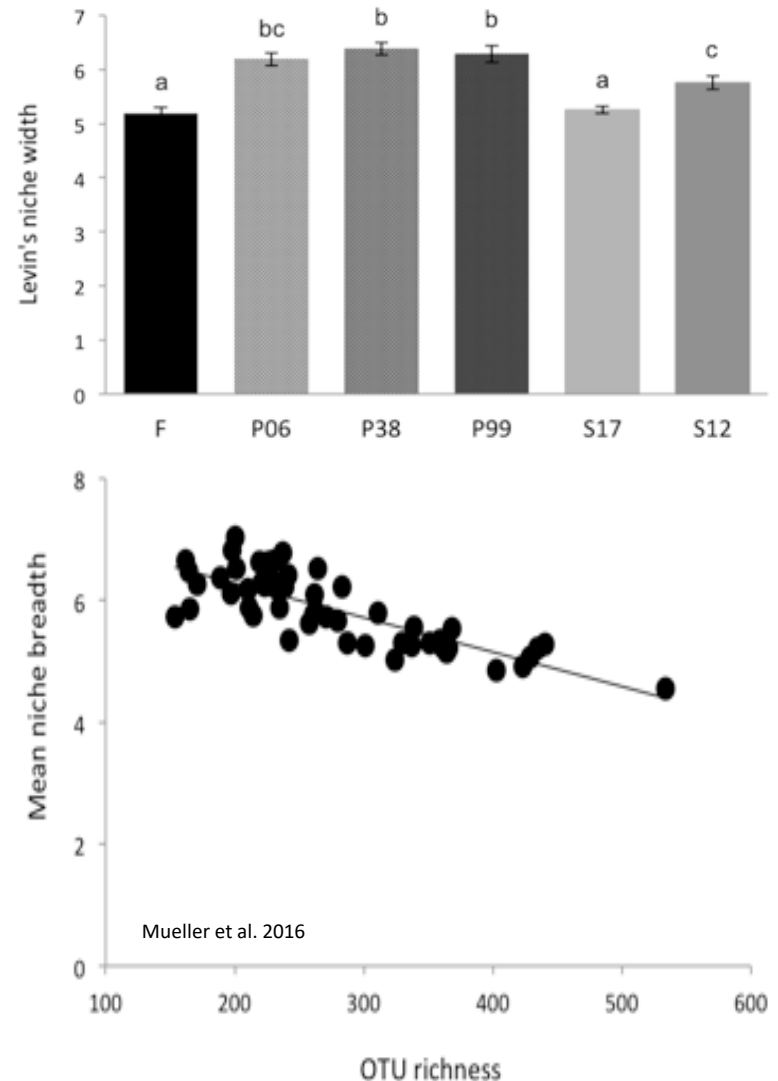 Levin's niche width
7
6
5
4
3
2
1
0
a
bc
b
b
a
c
F P06 P38 P99 S17 S12
Mean niche breadth
8
6
4
2
0
Mueller et al. 2016
100 200 300 400 500 600
OTU richness